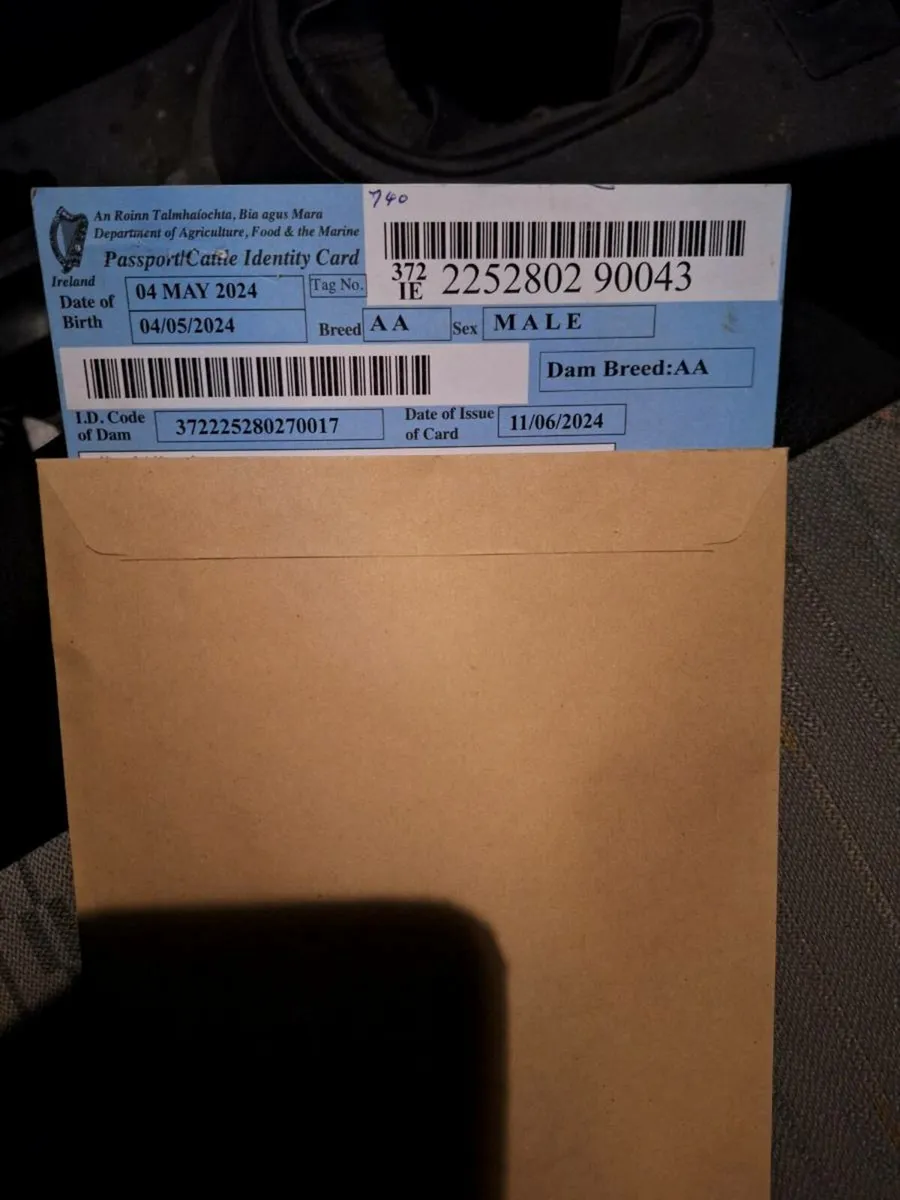 740
An Roinn Talmhaíochta, Bia agus Mara
Department of Agriculture, Food & the Marine
Passport/Cattle Identity Card
Ireland
Tag No.
372 IE 2252802 90043
Date of Birth
04 MAY 2024
04/05/2024
Breed AA Sex MALE
Dam Breed:AA
I.D. Code of Dam 372225280270017
Date of Issue of Card 11/06/2024